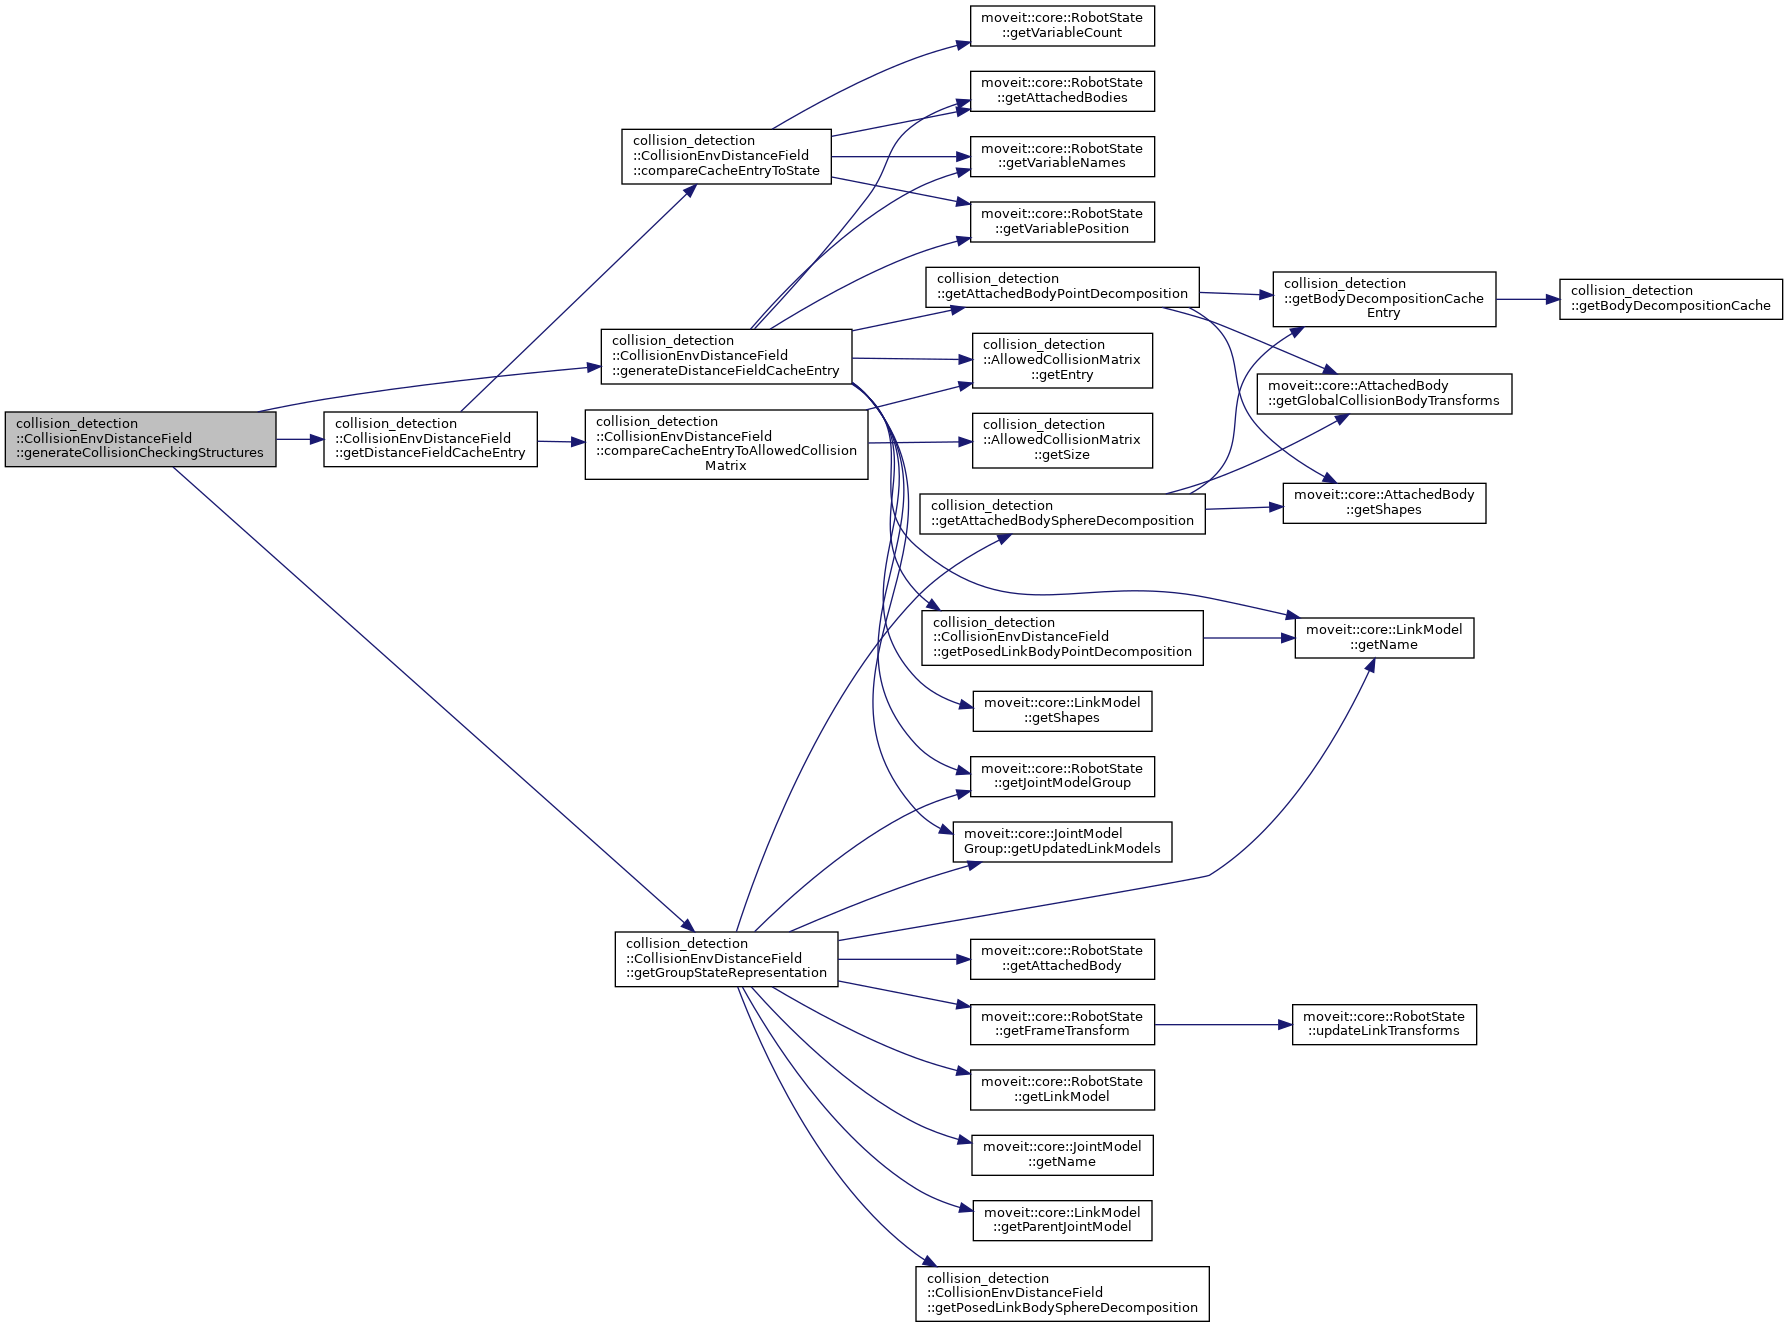 collision_detection
::CollisionEnvDistanceField
::generateCollisionCheckingStructures
collision_detection
::CollisionEnvDistanceField
::getDistanceFieldCacheEntry
collision_detection
::CollisionEnvDistanceField
::compareCacheEntryToState
collision_detection
::CollisionEnvDistanceField
::generateDistanceFieldCacheEntry
collision_detection
::CollisionEnvDistanceField
::compareCacheEntryToAllowedCollision
Matrix
collision_detection
::CollisionEnvDistanceField
::getGroupStateRepresentation
moveit::core::RobotState
::getVariableCount
moveit::core::RobotState
::getAttachedBodies
moveit::core::RobotState
::getVariableNames
moveit::core::RobotState
::getVariablePosition
collision_detection
::getAttachedBodyPointDecomposition
collision_detection
::AllowedCollisionMatrix
::getEntry
collision_detection
::AllowedCollisionMatrix
::getSize
collision_detection
::getAttachedBodySphereDecomposition
collision_detection
::CollisionEnvDistanceField
::getPosedLinkBodyPointDecomposition
moveit::core::LinkModel
::getShapes
moveit::core::RobotState
::getJointModelGroup
moveit::core::JointModel
Group::getUpdatedLinkModels
moveit::core::RobotState
::getAttachedBody
moveit::core::RobotState
::getFrameTransform
moveit::core::RobotState
::getLinkModel
moveit::core::JointModel
::getName
moveit::core::LinkModel
::getParentJointModel
collision_detection
::CollisionEnvDistanceField
::getPosedLinkBodySphereDecomposition
collision_detection
::getBodyDecompositionCache
Entry
moveit::core::AttachedBody
::getGlobalCollisionBodyTransforms
moveit::core::AttachedBody
::getShapes
moveit::core::LinkModel
::getName
moveit::core::RobotState
::updateLinkTransforms
collision_detection
::getBodyDecompositionCache